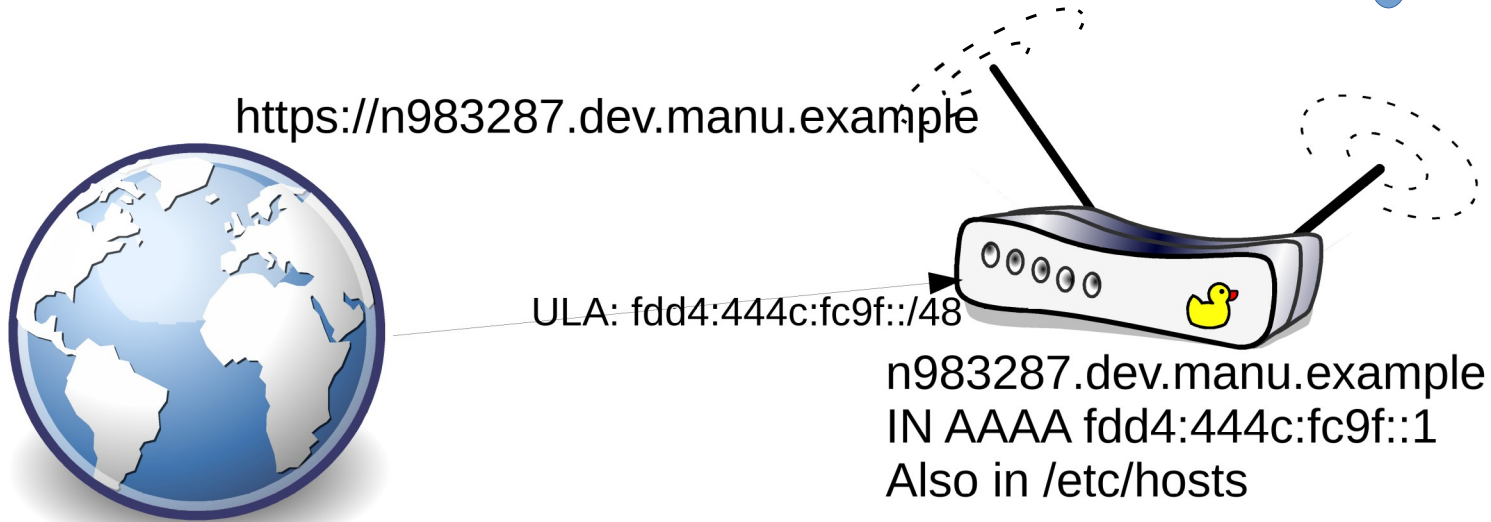 https://n983287.dev.manu.example
ULA: fdd4:444c:fc9f::/48
n983287.dev.manu.example
IN AAAA fdd4:444c:fc9f::1
Also in /etc/hosts